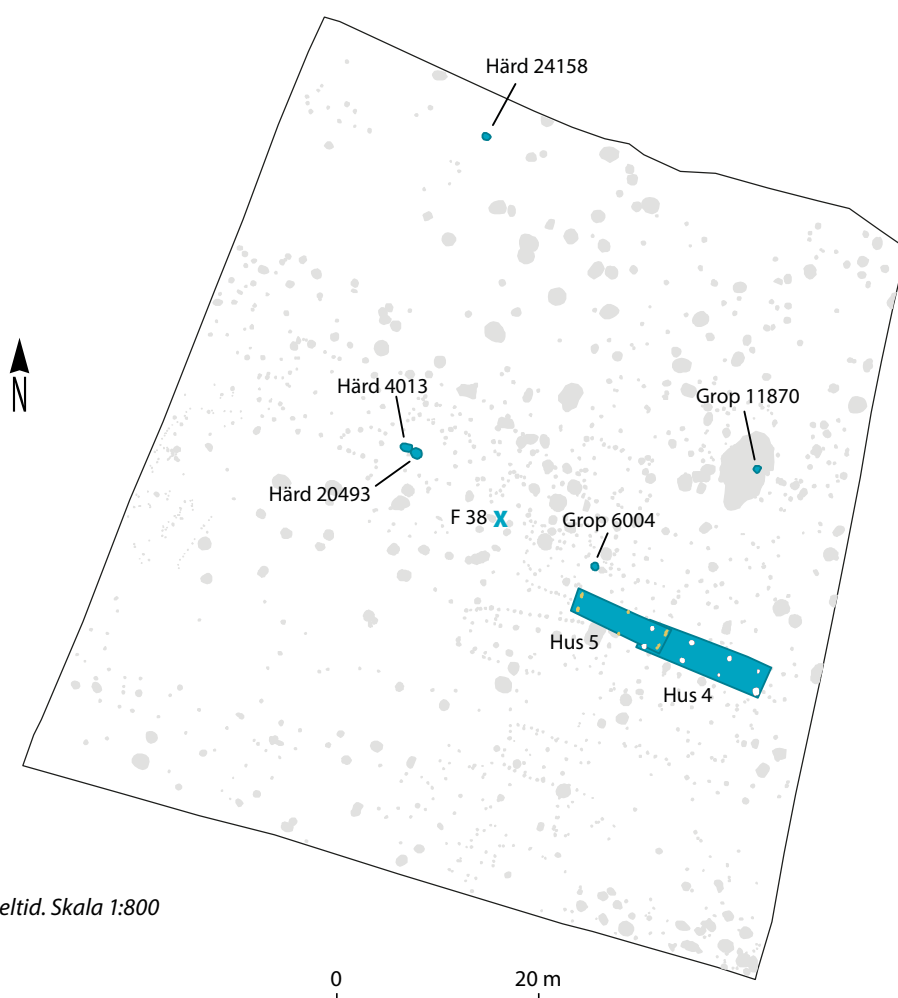 Härd 24158
N
Härd 4013
Grop 11870
Härd 20493
F 38 X
Grop 6004
Hus 5
Hus 4
eltid. Skala 1:800
0 20 m